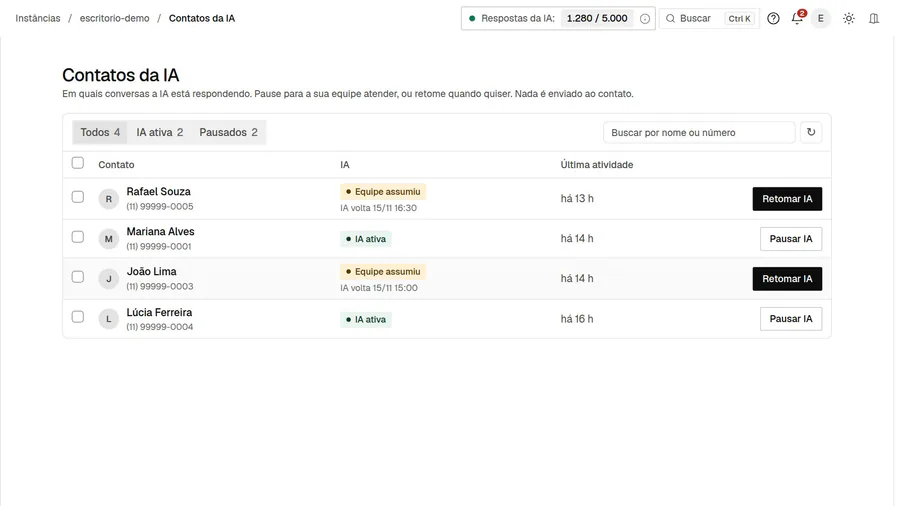 Instâncias / escritorio-demo / Contatos da IA
Respostas da IA: 1.280 / 5.000
Buscar Ctrl K
2
E
Contatos da IA
Em quais conversas a IA está respondendo. Pause para a sua equipe atender, ou retome quando quiser. Nada é enviado ao contato.
Todos 4 IA ativa 2 Pausados 2
Buscar por nome ou número
Contato IA Última atividade
R Rafael Souza
(11) 99999-0005
Equipe assumiu
IA volta 15/11 16:30
há 13 h
Retomar IA
M Mariana Alves
(11) 99999-0001
IA ativa
há 14 h
Pausar IA
J João Lima
(11) 99999-0003
Equipe assumiu
IA volta 15/11 15:00
há 14 h
Retomar IA
L Lúcia Ferreira
(11) 99999-0004
IA ativa
há 16 h
Pausar IA